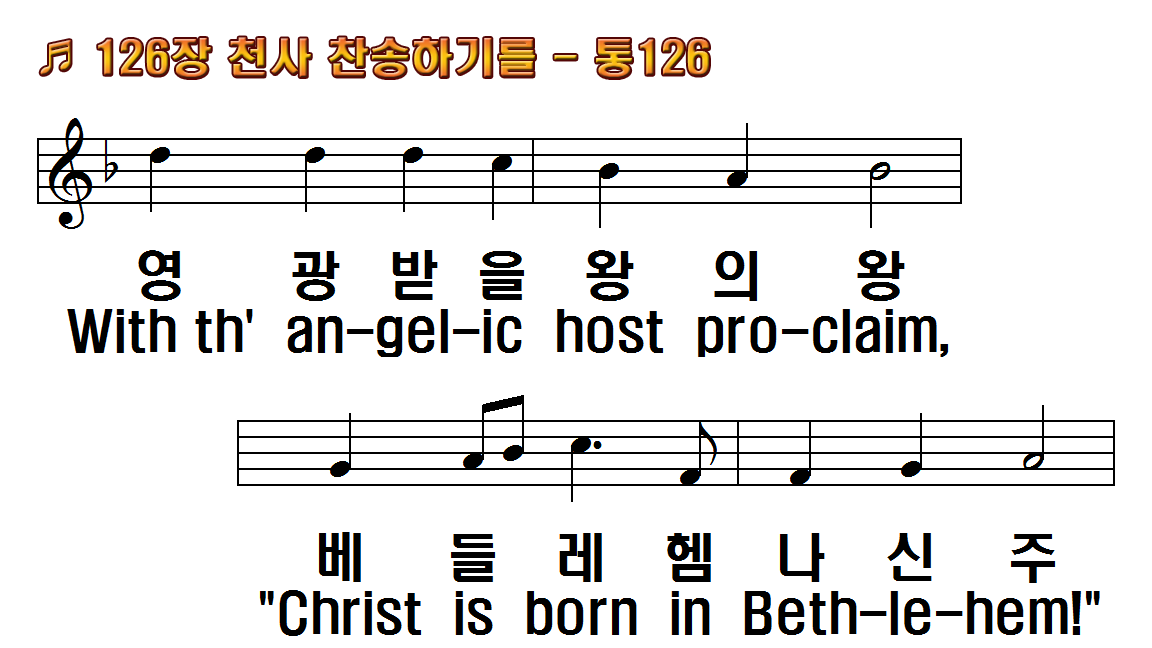 ♬ 126장 천사 찬송하기를 - 통126
영 광 받 을 왕 의 왕
With th' an-gel-ic host pro-claim,
베 들 레 헴 나 신 주
"Christ is born in Beth-le-hem!"